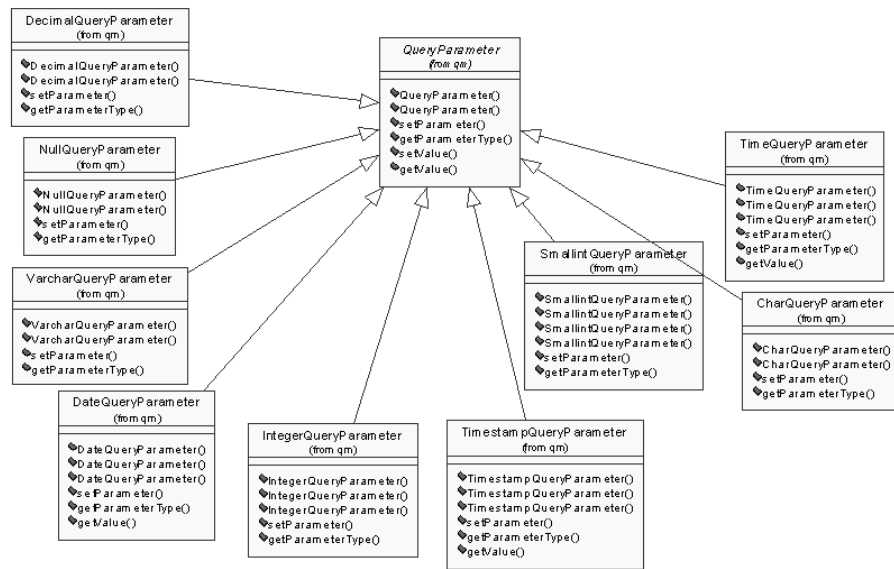 DecimalQueryParameter
(from qm)
DecimalQueryParameter()
DecimalQueryParameter()
setParameter()
getParameterType()
QueryParameter
(from qm)
QueryParameter()
QueryParameter()
setParameter()
getParameterType()
setValue()
getValue()
NullQueryParameter
(from qm)
NullQueryParameter()
NullQueryParameter()
setParameter()
getParameterType()
TimeQueryParameter
(from qm)
TimeQueryParameter()
TimeQueryParameter()
TimeQueryParameter()
setParameter()
getParameterType()
getValue()
VarcharQueryParameter
(from qm)
VarcharQueryParameter()
VarcharQueryParameter()
setParameter()
getParameterType()
SmallintQueryParameter
(from qm)
SmallintQueryParameter()
SmallintQueryParameter()
SmallintQueryParameter()
SmallintQueryParameter()
setParameter()
getParameterType()
CharQueryParameter
(from qm)
CharQueryParameter()
CharQueryParameter()
setParameter()
getParameterType()
DateQueryParameter
(from qm)
DateQueryParameter()
DateQueryParameter()
DateQueryParameter()
setParameter()
getParameterType()
getValue()
IntegerQueryParameter
(from qm)
IntegerQueryParameter()
IntegerQueryParameter()
IntegerQueryParameter()
setParameter()
getParameterType()
TimestampQueryParameter
(from qm)
TimestampQueryParameter()
TimestampQueryParameter()
TimestampQueryParameter()
setParameter()
getParameterType()
getValue()